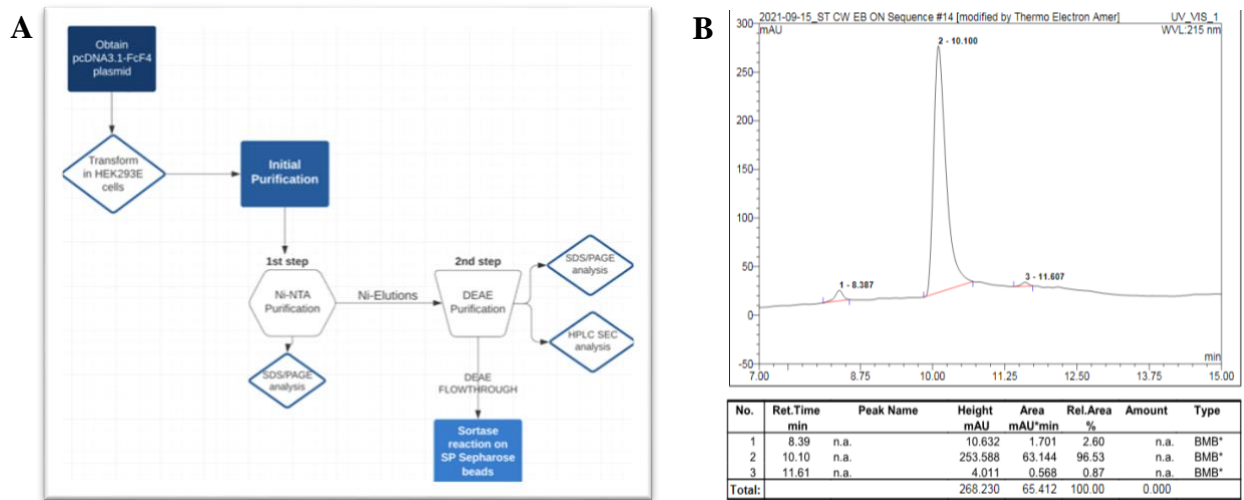 A
Obtain
pcDNA3.1-FcF4
plasmid
Transform
in HEK293E
cells
Initial
Purification
1st step
Ni-NTA
Purification
SDS/PAGE
analysis
Ni-Elutions
2nd step
DEAE
Purification
SDS/PAGE
analysis
HPLC SEC
analysis
DEAE
FLOWTHROUGH
Sortase
reaction on
SP Sepharose
beads
B
2021-09-15_ST CW EB ON Sequence #14 [modified by Thermo Electron Amer] UV_VIS_1
mAU WVL:215 nm
300
250
200
150
100
50
0
-50
1 - 8.387
2 - 10.100
3 - 11.607
min
7.00 8.75 10.00 11.25 12.50 13.75 15.00
No. Ret.Time Peak Name Height Area Rel.Area Amount Type
min mAU mAU*min %
1 8.39 n.a. 10.632 1.701 2.60 n.a. BMB*
2 10.10 n.a. 253.588 63.144 96.53 n.a. BMB*
3 11.61 n.a. 4.011 0.568 0.87 n.a. BMB*
Total: 268.230 65.412 100.00 0.000